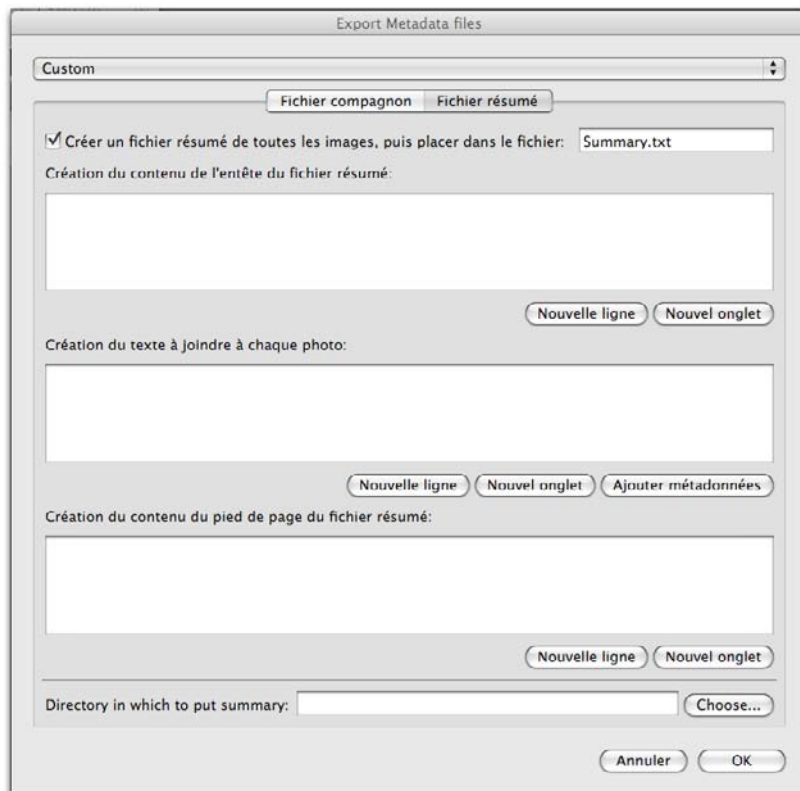 Export Metadata files
Custom
Fichier compagnon Fichier résumé
Créer un fichier résumé de toutes les images, puis placer dans le fichier: Summary.txt
Création du contenu de l'entête du fichier résumé:
Nouvelle ligne Nouvel onglet
Création du texte à joindre à chaque photo:
Nouvelle ligne Nouvel onglet Ajouter métadonnées
Création du contenu du pied de page du fichier résumé:
Nouvelle ligne Nouvel onglet
Directory in which to put summary: Choose...
Annuler OK